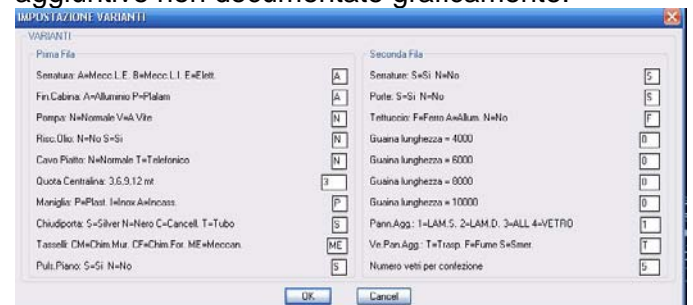 aggiuntivo non documentato graficamente.
IMPOSTAZIONE VARIANTI
VARIANTI
Prima Fila
Serratura: A=Mecc.L.E. B=Mecc.L.I. E=Elett. A
Fin.Cabina: A=Alluminio P=Plalam A
Pompa: N=Normale V=A Vite N
Risc.Olio: N=No S=Si N
Cavo Piatto: N=Normale T=Telefonico N
Quota Centralina: 3,6,9,12 mt 3
Maniglia: P=Plast. I=Inox A=Incass. P
Chiudiporta: S=Silver N=Nero C=Cancell. T=Tubo S
Tasselli: CM=Chim.Mur. CF=Chim.For. ME=Meccan. ME
Puls.Piano: S=Si N=No S
Seconda Fila
Serrature: S=Si N=No S
Porte: S=Si N=No S
Tettuccio: F=Ferro A=Allum. N=No F
Guaina lunghezza = 4000 0
Guaina lunghezza = 6000 0
Guaina lunghezza = 8000 0
Guaina lunghezza = 10000 0
Pann.Agg.: 1=LAM.S. 2=LAM.D. 3=ALL 4=VETRO 1
Ve.Pan.Agg.: T=Trasp. F=Fume S=Smer. T
Numero vetri per confezione 5
OK Cancel